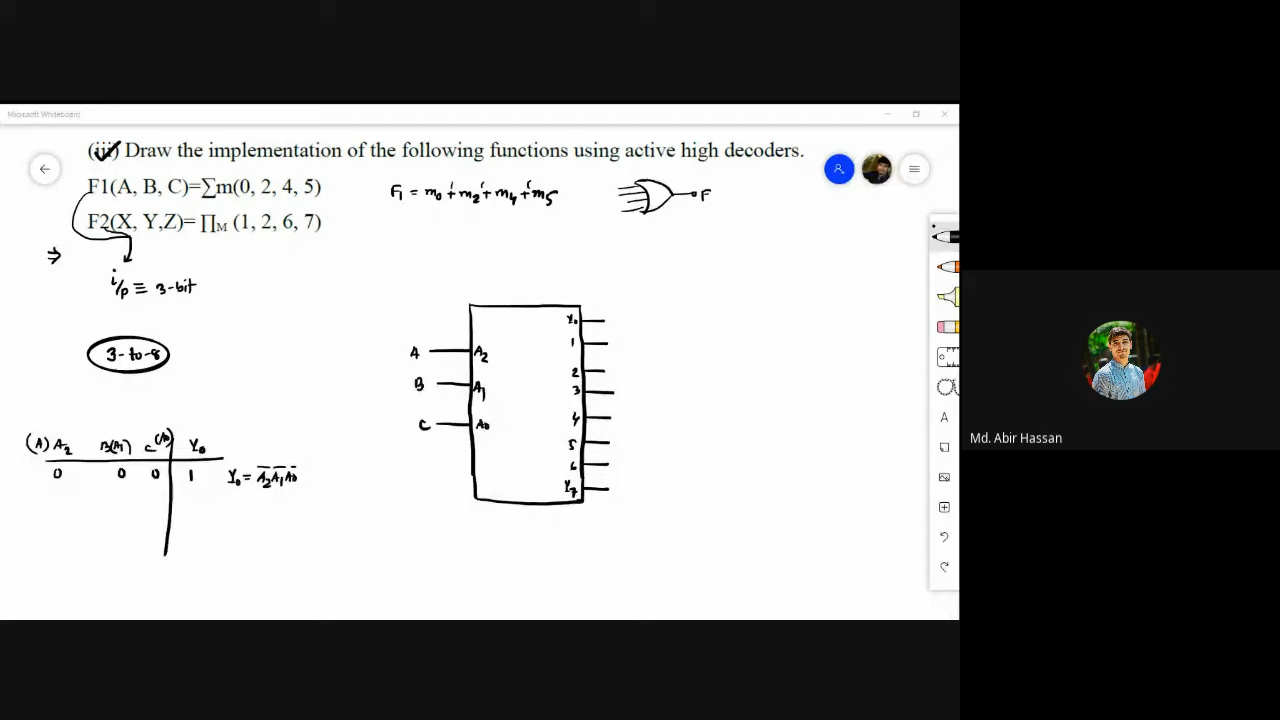 Microsoft Whiteboard
(iii) Draw the implementation of the following functions using active high decoders.
F1(A, B, C)=∑m(0, 2, 4, 5)
F₁ = m₀ + m₂ + m₄ + m₅
F
F2(X, Y,Z)= ∏M (1, 2, 6, 7)
⇒
i/p ≡ 3-bit
3-to-8
Y₀
1
A A₂
2
B A₁
3
4
C A₀
5
6
Y₇
(A) A₂ B(A₁) C(A₀) Y₀
0 0 0 1 Y₀ = A̅₂A̅₁A̅₀
A
Md. Abir Hassan